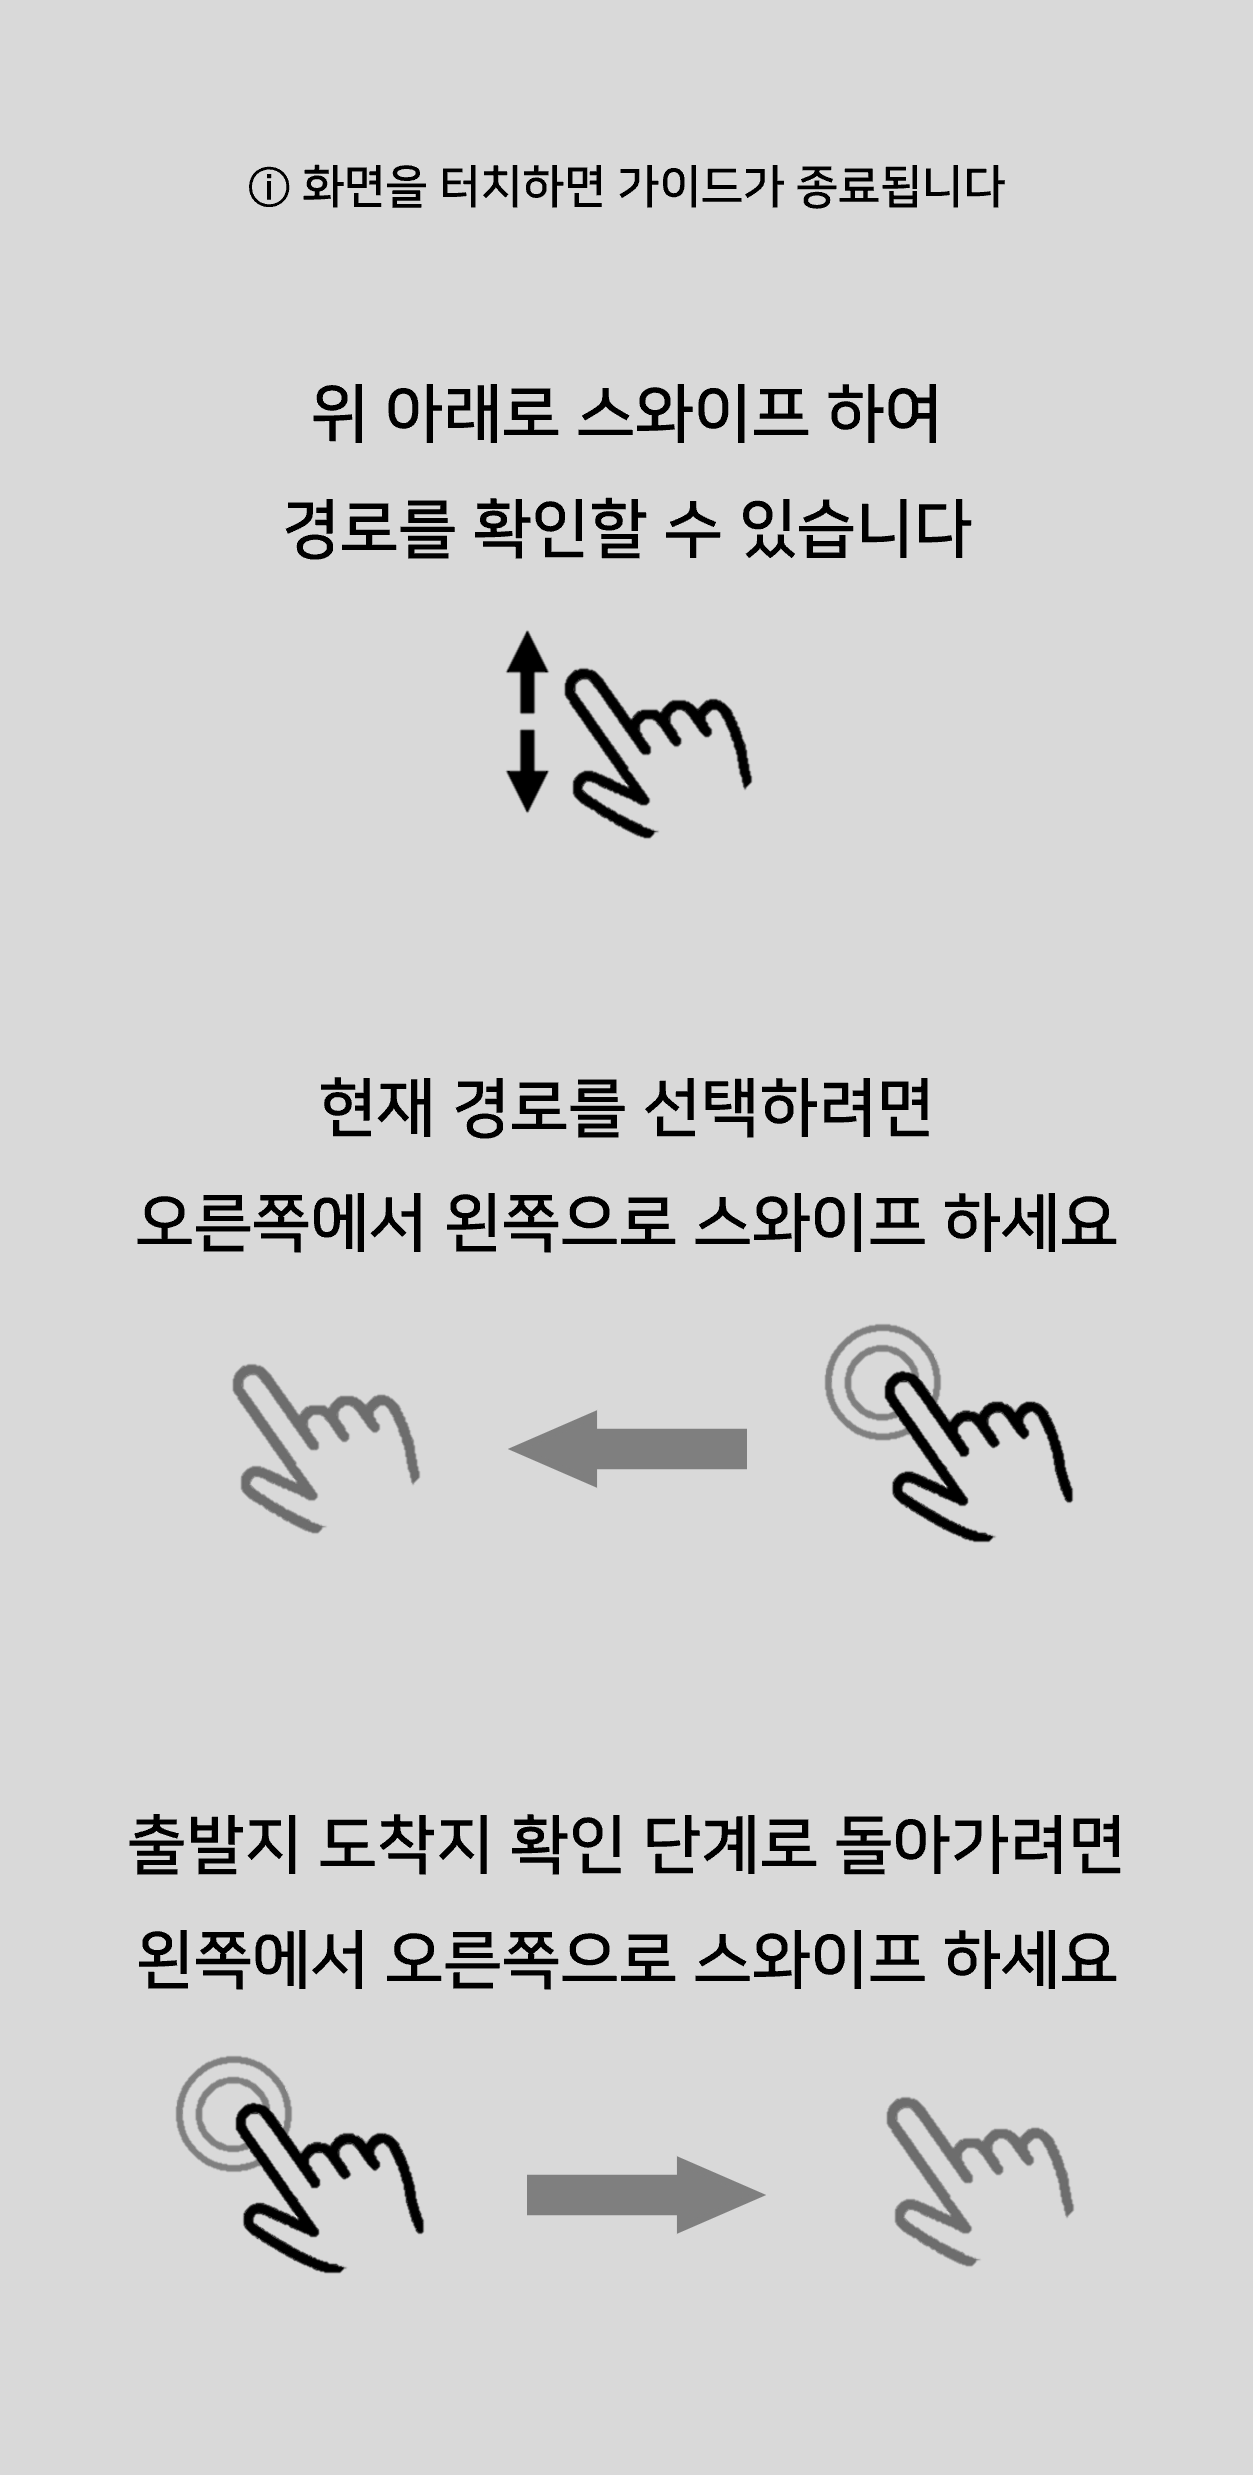 ⓘ 화면을 터치하면 가이드가 종료됩니다
위 아래로 스와이프 하여
경로를 확인할 수 있습니다
현재 경로를 선택하려면
오른쪽에서 왼쪽으로 스와이프 하세요
출발지 도착지 확인 단계로 돌아가려면
왼쪽에서 오른쪽으로 스와이프 하세요